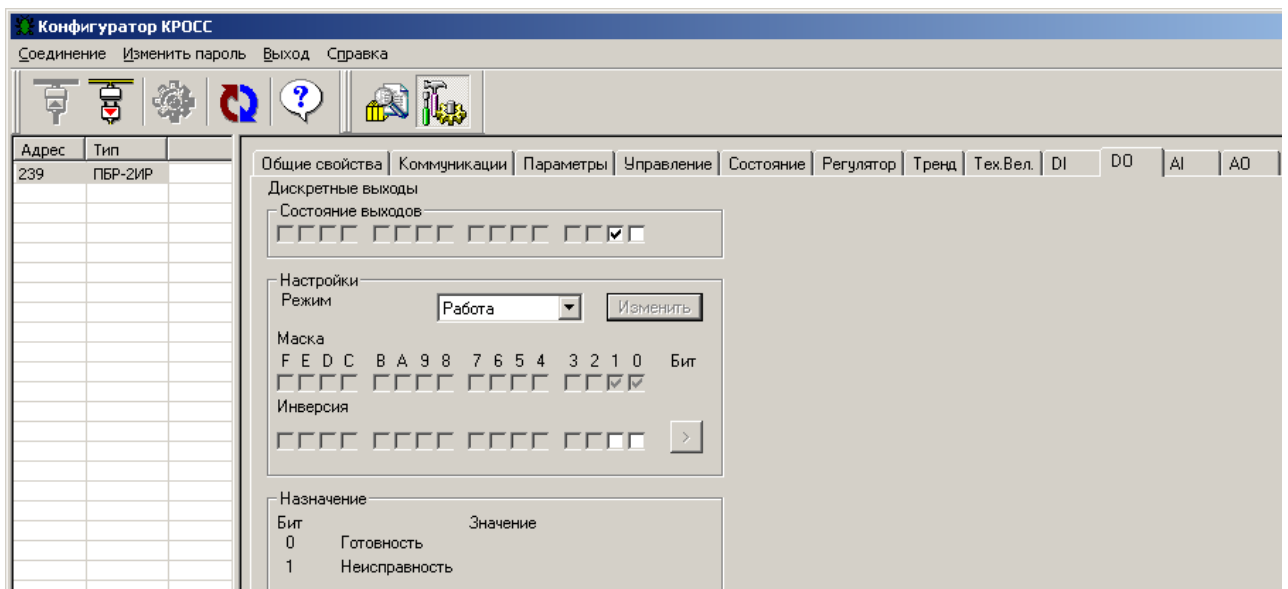 Конфигуратор КРОСС
Соединение Изменить пароль Выход Справка
Адрес Тип
239 ПБР-2ИР
Общие свойства Коммуникации Параметры Управление Состояние Регулятор Тренд Тех.Вел. DI DO AI AO
Дискретные выходы
Состояние выходов
Настройки
Режим Работа Изменить
Маска
F E D C B A 9 8 7 6 5 4 3 2 1 0 Бит
Инверсия
>
Назначение
Бит Значение
0 Готовность
1 Неисправность